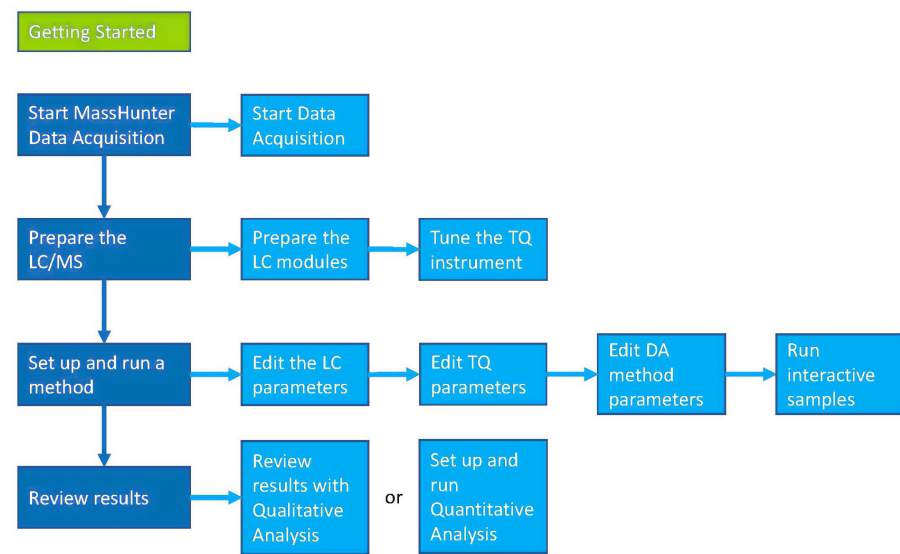 Getting Started
Start MassHunter
Data Acquisition
Start Data
Acquisition
Prepare the
LC/MS
Prepare the
LC modules
Tune the TQ
instrument
Set up and run a
method
Edit the LC
parameters
Edit TQ
parameters
Edit DA
method
parameters
Run
interactive
samples
Review results
Review
results with
Qualitative
Analysis
or
Set up and
run
Quantitative
Analysis